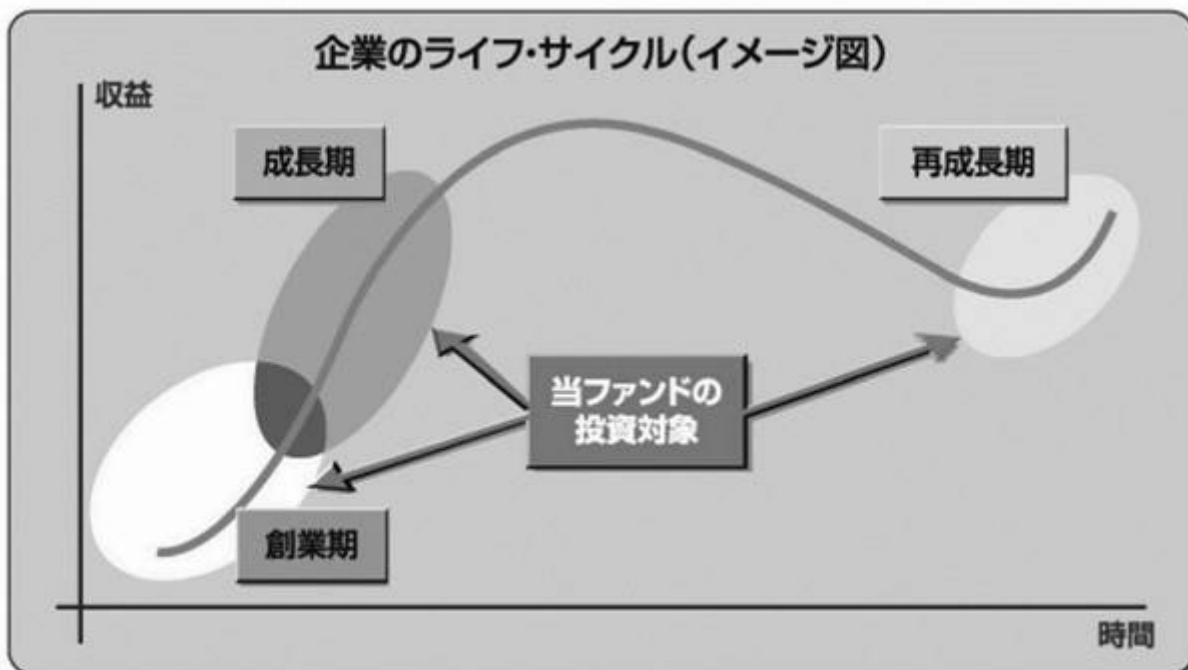 企業のライフ・サイクル(イメージ図)
収益
成長期
再成長期
当ファンドの
投資対象
創業期
時間